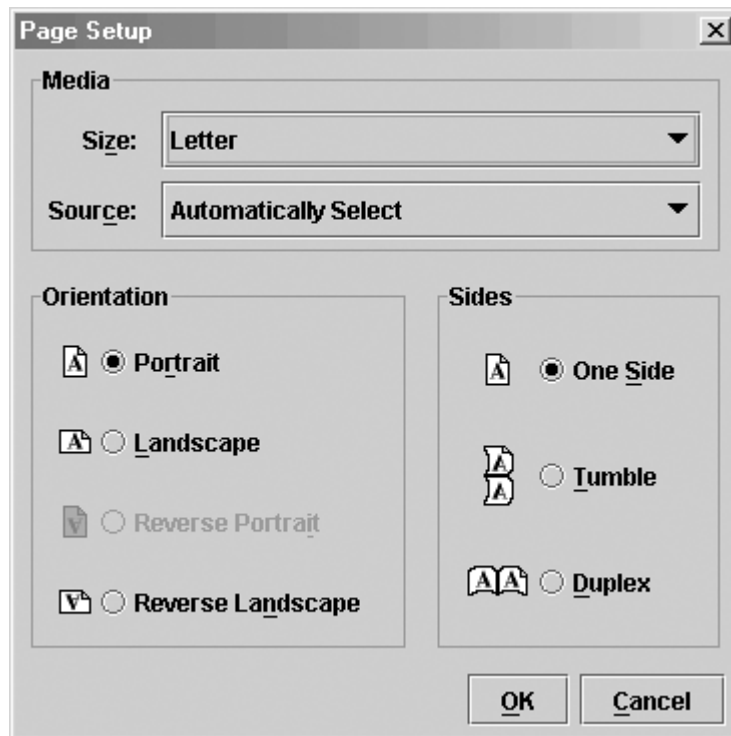 Page Setup
Media
Size: Letter
Source: Automatically Select
Orientation
A Portrait
A Landscape
A Reverse Portrait
A Reverse Landscape
Sides
A One Side
A
A Tumble
A A Duplex
OK Cancel